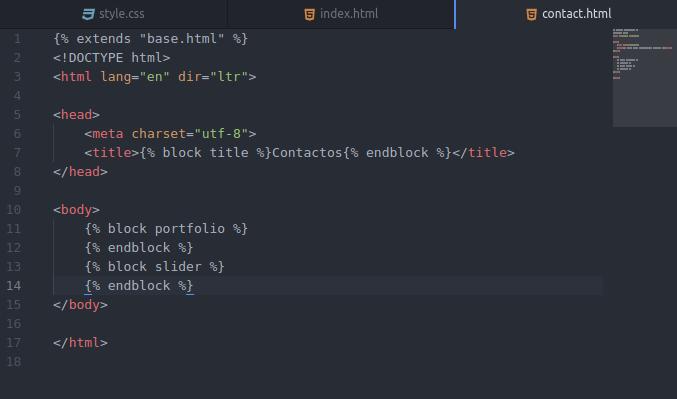 style.css index.html contact.html
1 {% extends "base.html" %}
2 <!DOCTYPE html>
3 <html lang="en" dir="ltr">
4
5 <head>
6     <meta charset="utf-8">
7     <title>{% block title %}Contactos{% endblock %}</title>
8 </head>
9
10 <body>
11     {% block portfolio %}
12     {% endblock %}
13     {% block slider %}
14     {% endblock %}
15 </body>
16
17 </html>
18